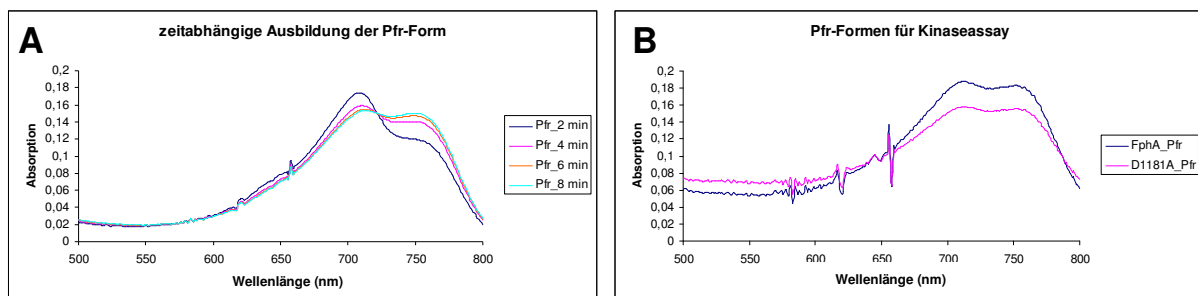 A
zeitabhängige Ausbildung der Pfr-Form
0,2
0,18
0,16
0,14
0,12
0,1
0,08
0,06
0,04
0,02
0
Absorption
500 550 600 650 700 750 800
Wellenlänge (nm)
Pfr_2 min
Pfr_4 min
Pfr_6 min
Pfr_8 min
B
Pfr-Formen für Kinaseassay
0,2
0,18
0,16
0,14
0,12
0,1
0,08
0,06
0,04
0,02
0
Absorption
500 550 600 650 700 750 800
Wellenlänge (nm)
FphA_Pfr
D1181A_Pfr